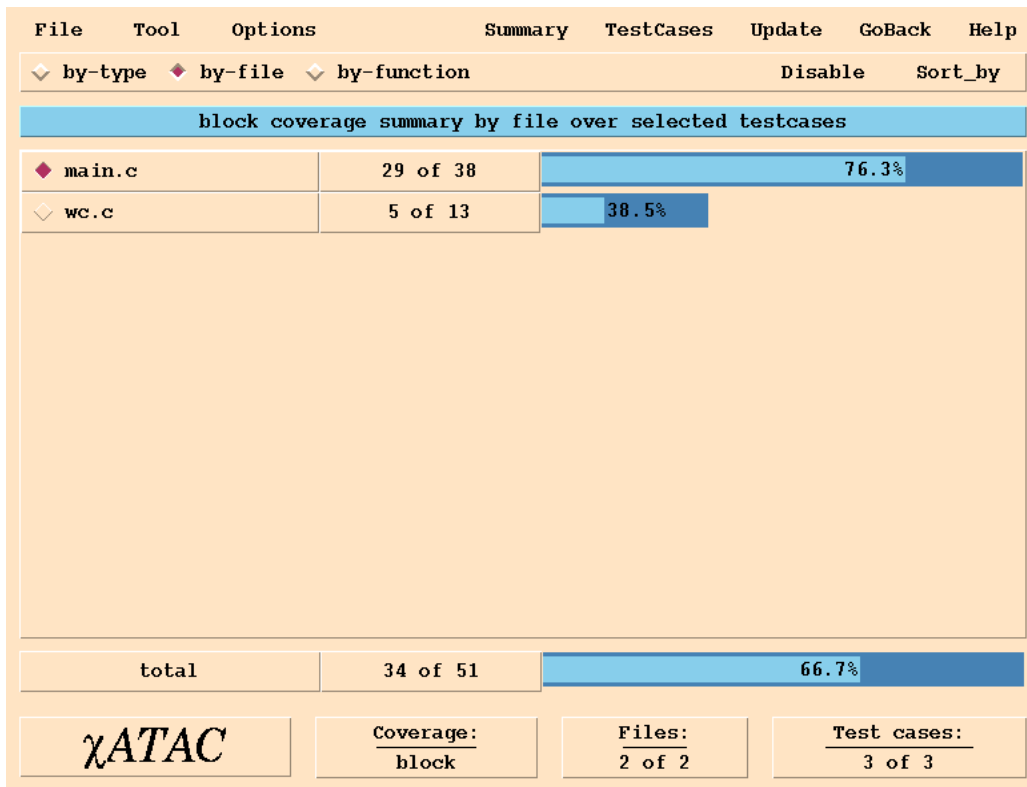 File Tool Options Summary TestCases Update GoBack Help
by-type by-file by-function Disable Sort_by
block coverage summary by file over selected testcases
main.c 29 of 38 76.3%
wc.c 5 of 13 38.5%
total 34 of 51 66.7%
χATAC
Coverage:
block
Files:
2 of 2
Test cases:
3 of 3